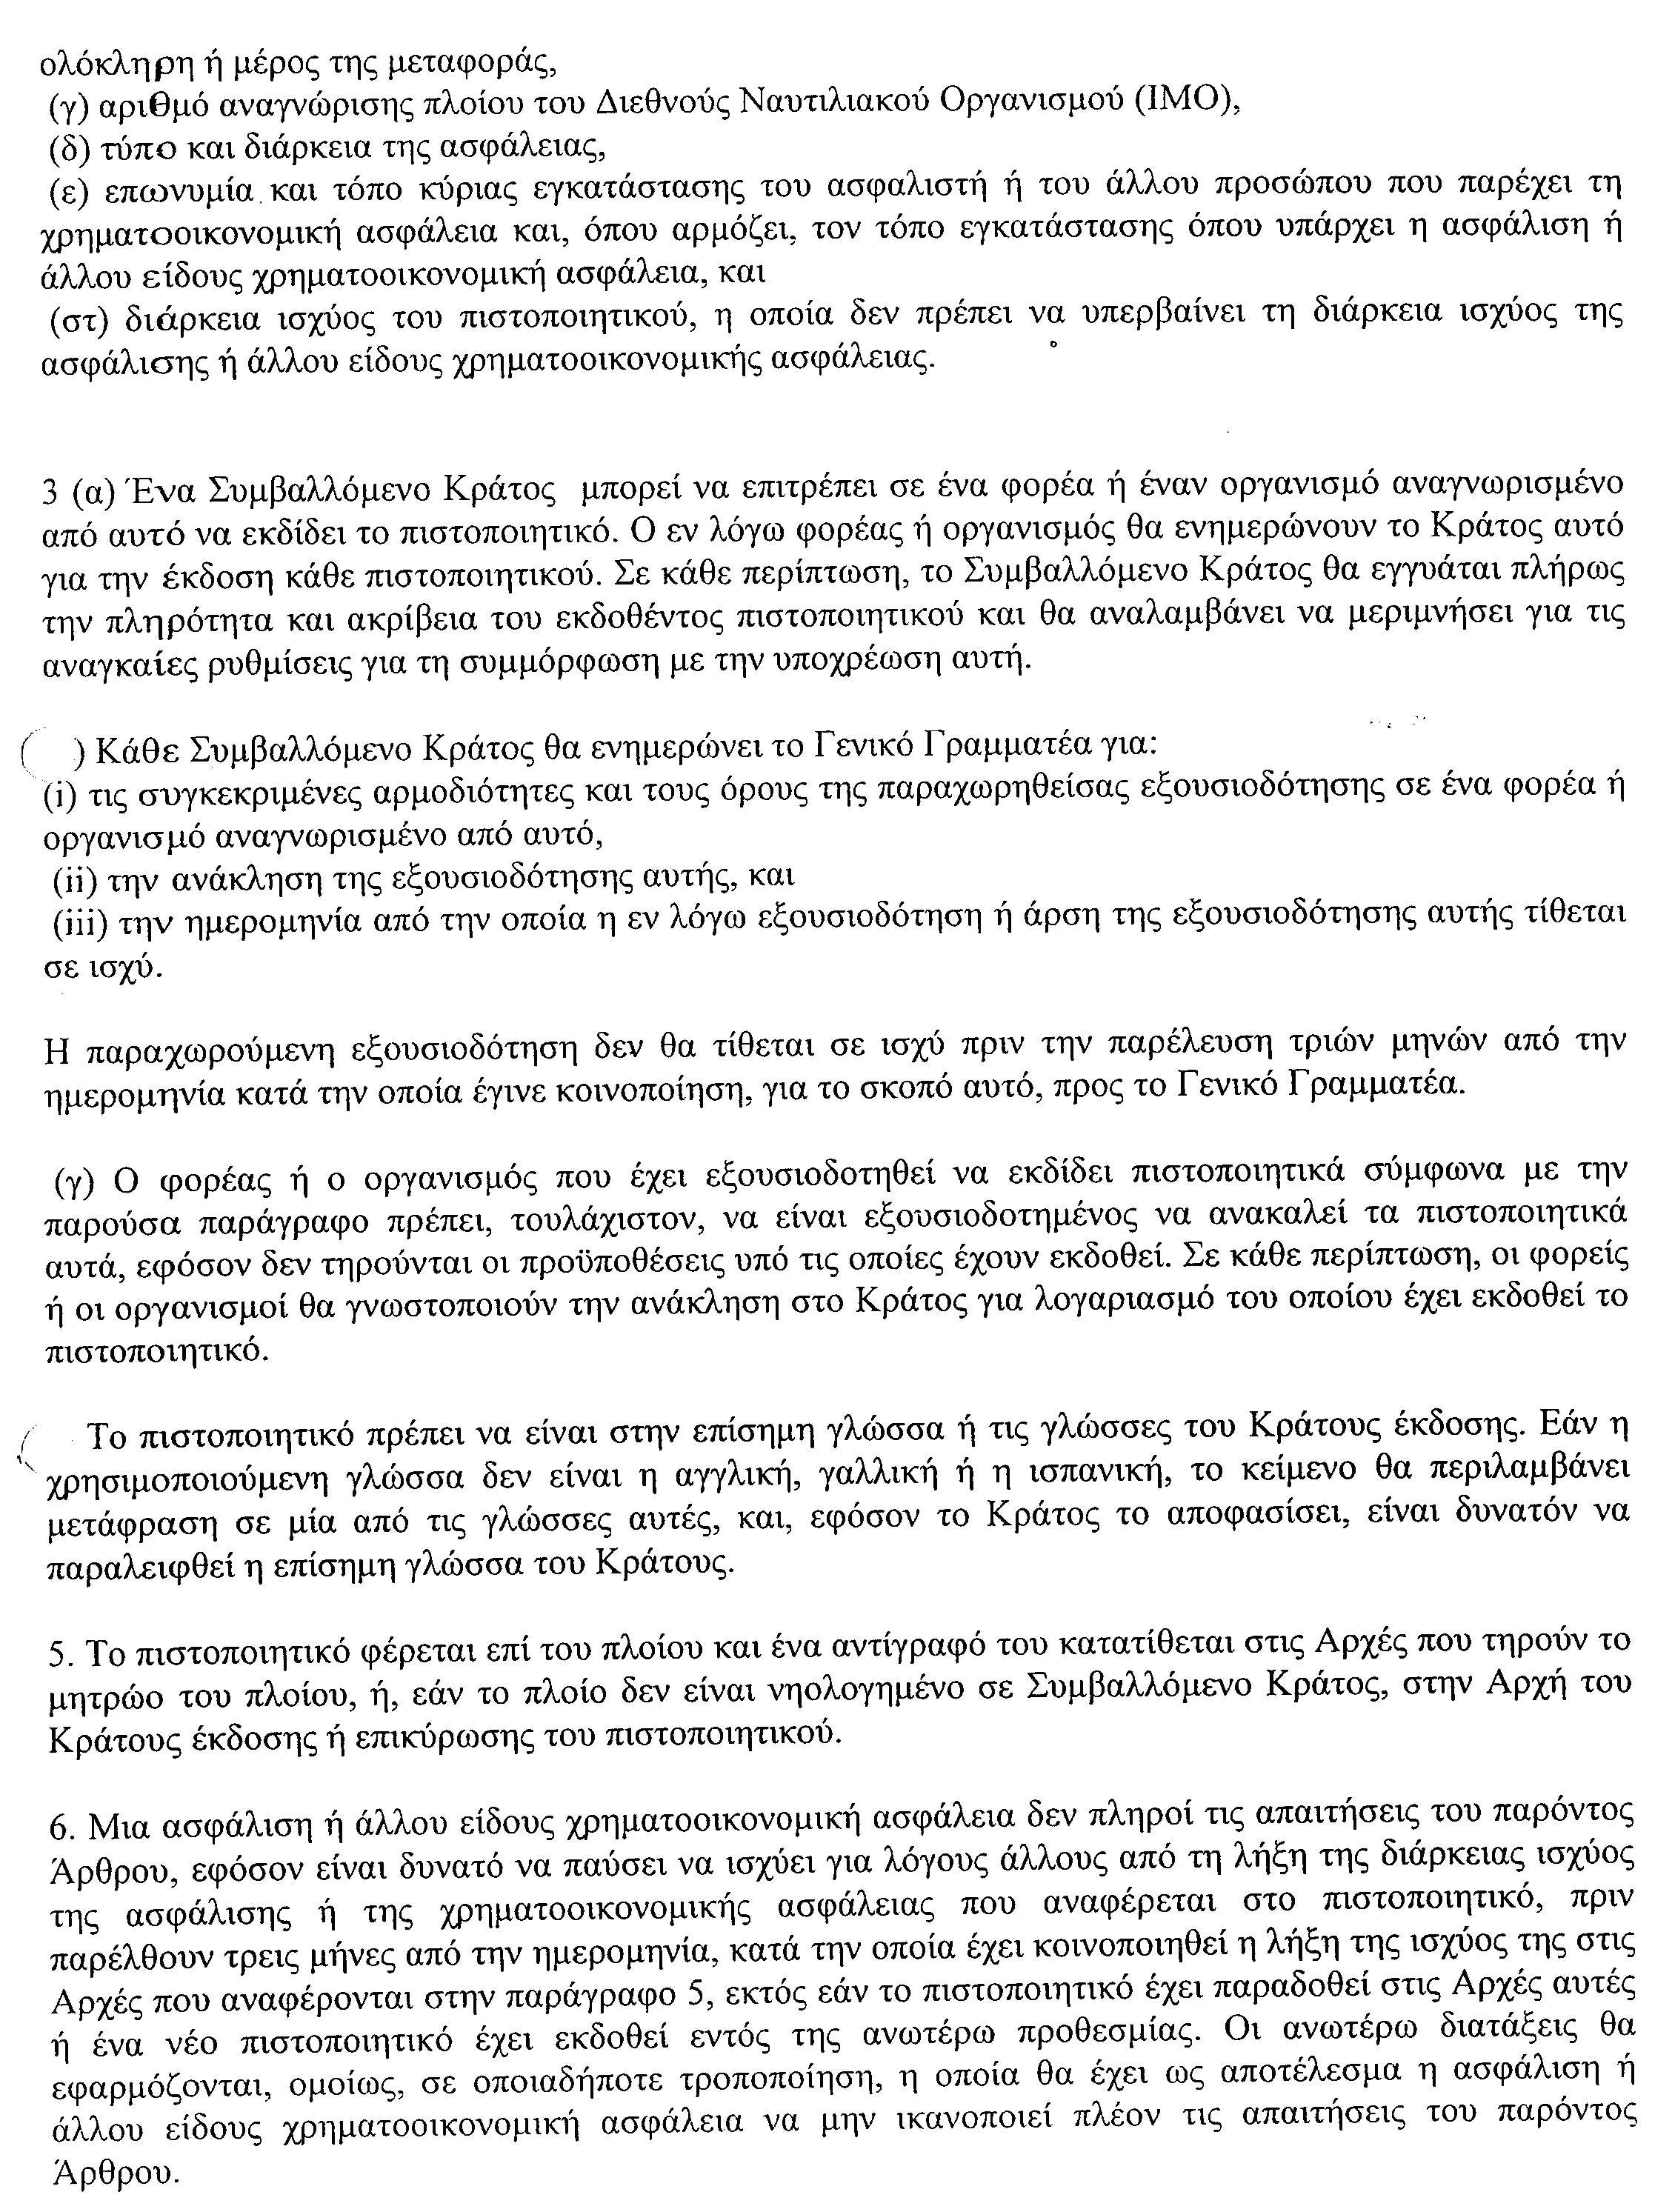 ολόκληρη ή μέρος της μεταφοράς,
(γ) αριθμό αναγνώρισης πλοίου του Διεθνούς Ναυτιλιακού Οργανισμού (ΙΜΟ),
(δ) τύπο και διάρκεια της ασφάλειας,
(ε) επωνυμία και τόπο κύριας εγκατάστασης του ασφαλιστή ή του άλλου προσώπου που παρέχει τη
χρηματοοικονομική ασφάλεια και, όπου αρμόζει, τον τόπο εγκατάστασης όπου υπάρχει η ασφάλιση ή
άλλου είδους χρηματοοικονομική ασφάλεια, και
(στ) διάρκεια ισχύος του πιστοποιητικού, η οποία δεν πρέπει να υπερβαίνει τη διάρκεια ισχύος της
ασφάλισης ή άλλου είδους χρηματοοικονομικής ασφάλειας.
3 (α) Ένα Συμβαλλόμενο Κράτος μπορεί να επιτρέπει σε ένα φορέα ή έναν οργανισμό αναγνωρισμένο
από αυτό να εκδίδει το πιστοποιητικό. Ο εν λόγω φορέας ή οργανισμός θα ενημερώνουν το Κράτος αυτό
για την έκδοση κάθε πιστοποιητικού. Σε κάθε περίπτωση, το Συμβαλλόμενο Κράτος θα εγγυάται πλήρως
την πληρότητα και ακρίβεια του εκδοθέντος πιστοποιητικού και θα αναλαμβάνει να μεριμνήσει για τις
αναγκαίες ρυθμίσεις για τη συμμόρφωση με την υποχρέωση αυτή.
( ) Κάθε Συμβαλλόμενο Κράτος θα ενημερώνει το Γενικό Γραμματέα για:
(i) τις συγκεκριμένες αρμοδιότητες και τους όρους της παραχωρηθείσας εξουσιοδότησης σε ένα φορέα ή
οργανισμό αναγνωρισμένο από αυτό,
(ii) την ανάκληση της εξουσιοδότησης αυτής, και
(iii) την ημερομηνία από την οποία η εν λόγω εξουσιοδότηση ή άρση της εξουσιοδότησης αυτής τίθεται
σε ισχύ.
Η παραχωρούμενη εξουσιοδότηση δεν θα τίθεται σε ισχύ πριν την παρέλευση τριών μηνών από την
ημερομηνία κατά την οποία έγινε κοινοποίηση, για το σκοπό αυτό, προς το Γενικό Γραμματέα.
(γ) Ο φορέας ή ο οργανισμός που έχει εξουσιοδοτηθεί να εκδίδει πιστοποιητικά σύμφωνα με την
παρούσα παράγραφο πρέπει, τουλάχιστον, να είναι εξουσιοδοτημένος να ανακαλεί τα πιστοποιητικά
αυτά, εφόσον δεν τηρούνται οι προϋποθέσεις υπό τις οποίες έχουν εκδοθεί. Σε κάθε περίπτωση, οι φορείς
ή οι οργανισμοί θα γνωστοποιούν την ανάκληση στο Κράτος για λογαριασμό του οποίου έχει εκδοθεί το
πιστοποιητικό.
Το πιστοποιητικό πρέπει να είναι στην επίσημη γλώσσα ή τις γλώσσες του Κράτους έκδοσης. Εάν η
χρησιμοποιούμενη γλώσσα δεν είναι η αγγλική, γαλλική ή η ισπανική, το κείμενο θα περιλαμβάνει
μετάφραση σε μία από τις γλώσσες αυτές, και, εφόσον το Κράτος το αποφασίσει, είναι δυνατόν να
παραλειφθεί η επίσημη γλώσσα του Κράτους.
5. Το πιστοποιητικό φέρεται επί του πλοίου και ένα αντίγραφό του κατατίθεται στις Αρχές που τηρούν το
μητρώο του πλοίου, ή, εάν το πλοίο δεν είναι νηολογημένο σε Συμβαλλόμενο Κράτος, στην Αρχή του
Κράτους έκδοσης ή επικύρωσης του πιστοποιητικού.
6. Μια ασφάλιση ή άλλου είδους χρηματοοικονομική ασφάλεια δεν πληροί τις απαιτήσεις του παρόντος
Άρθρου, εφόσον είναι δυνατό να παύσει να ισχύει για λόγους άλλους από τη λήξη της διάρκειας ισχύος
της ασφάλισης ή της χρηματοοικονομικής ασφάλειας που αναφέρεται στο πιστοποιητικό, πριν
παρέλθουν τρεις μήνες από την ημερομηνία, κατά την οποία έχει κοινοποιηθεί η λήξη της ισχύος της στις
Αρχές που αναφέρονται στην παράγραφο 5, εκτός εάν το πιστοποιητικό έχει παραδοθεί στις Αρχές αυτές
ή ένα νέο πιστοποιητικό έχει εκδοθεί εντός της ανωτέρω προθεσμίας. Οι ανωτέρω διατάξεις θα
εφαρμόζονται, ομοίως, σε οποιαδήποτε τροποποίηση, η οποία θα έχει ως αποτέλεσμα η ασφάλιση ή
άλλου είδους χρηματοοικονομική ασφάλεια να μην ικανοποιεί πλέον τις απαιτήσεις του παρόντος
Άρθρου.